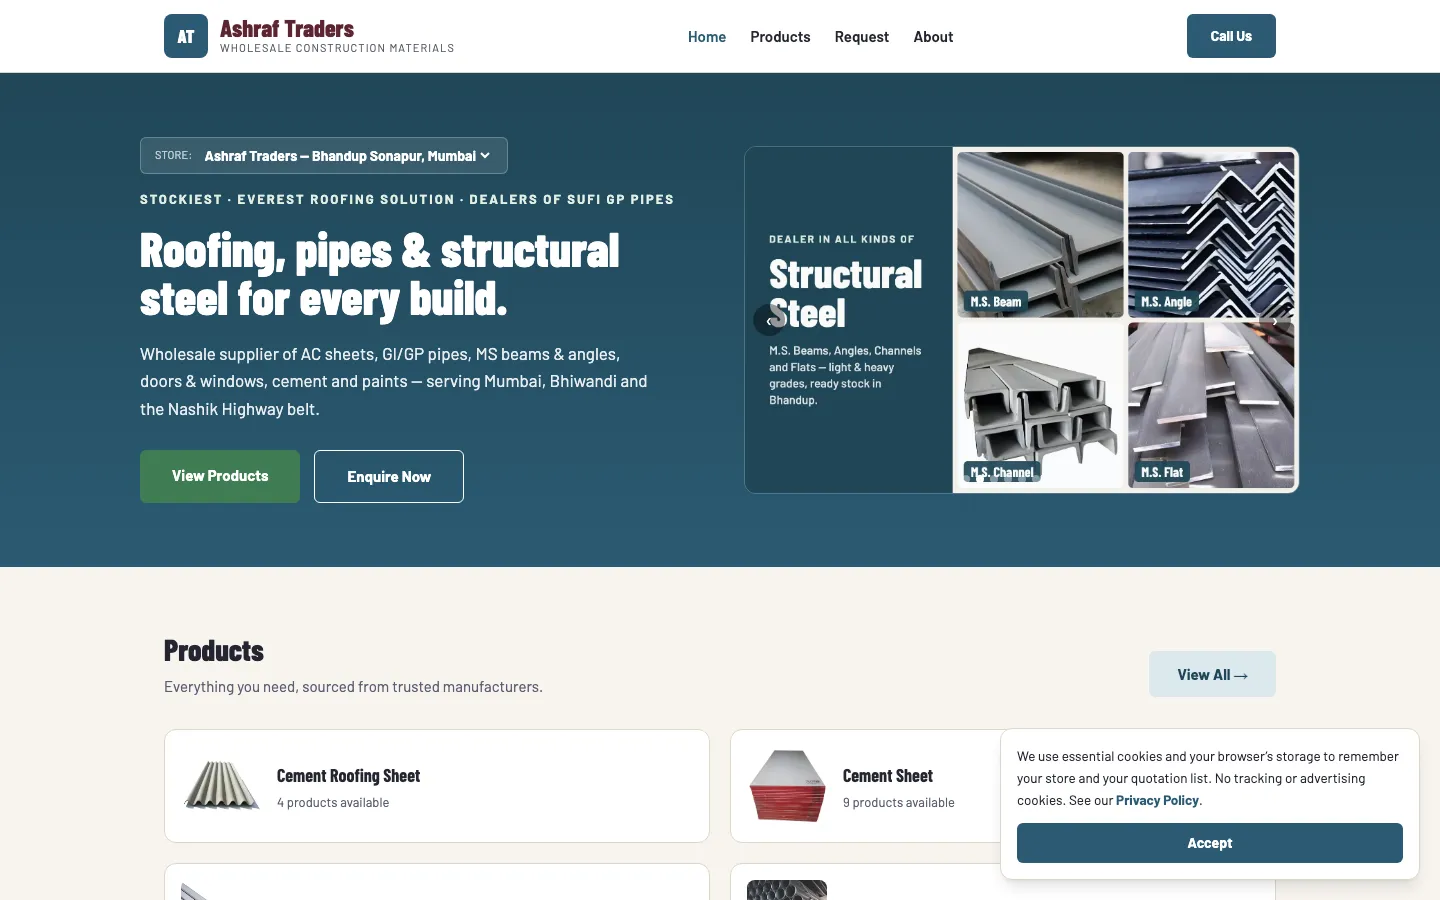 AT
Ashraf Traders
WHOLESALE CONSTRUCTION MATERIALS
Home
Products
Request
About
Call Us
STORE:
Ashraf Traders — Bhandup Sonapur, Mumbai
STOCKIEST · EVEREST ROOFING SOLUTION · DEALERS OF SUFI GP PIPES
Roofing, pipes & structural
steel for every build.
Wholesale supplier of AC sheets, GI/GP pipes, MS beams & angles,
doors & windows, cement and paints — serving Mumbai, Bhiwandi and
the Nashik Highway belt.
View Products
Enquire Now
DEALER IN ALL KINDS OF
Structural
Steel
M.S. Beams, Angles, Channels
and Flats — light & heavy
grades, ready stock in
Bhandup.
M.S. Beam
M.S. Angle
M.S. Channel
M.S. Flat
‹
›
Products
Everything you need, sourced from trusted manufacturers.
View All →
Cement Roofing Sheet
4 products available
Cement Sheet
9 products available
We use essential cookies and your browser’s storage to remember
your store and your quotation list. No tracking or advertising
cookies. See our Privacy Policy.
Accept